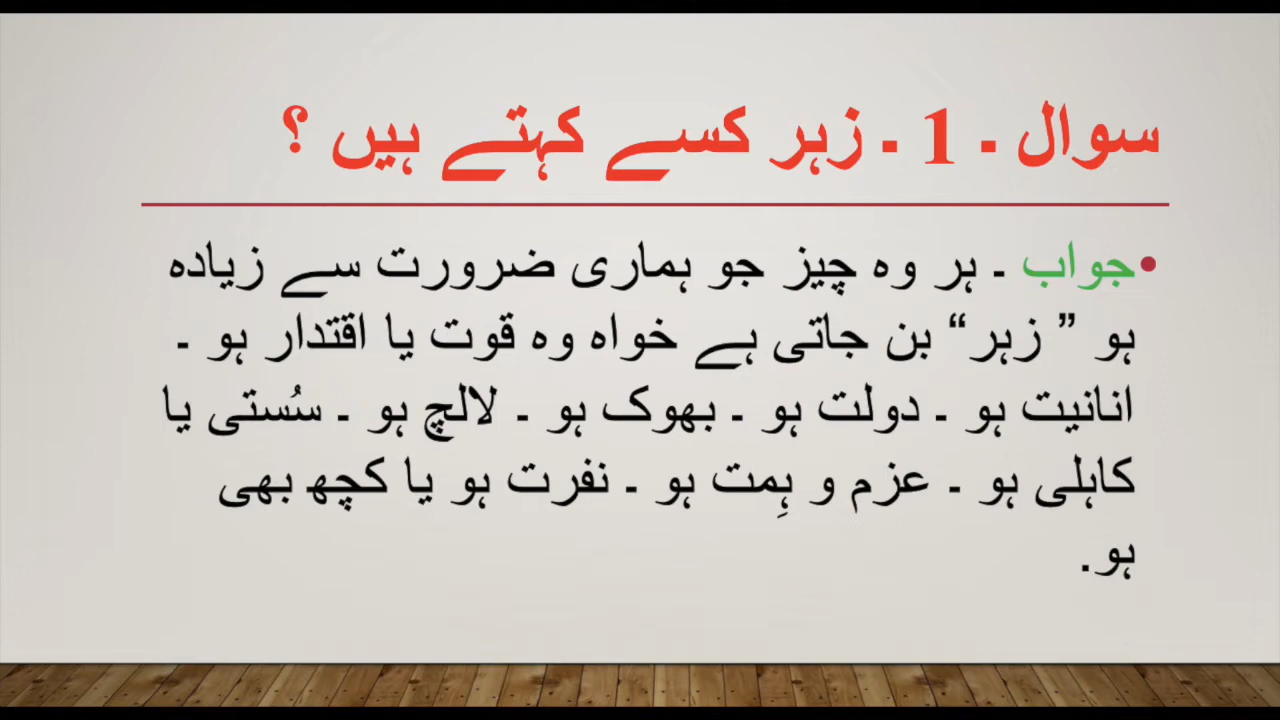 سوال ۔ 1 ۔ زہر کسے کہتے ہیں ؟
•جواب ۔ ہر وہ چیز جو ہماری ضرورت سے زیادہ
ہو ” زہر“ بن جاتی ہے خواہ وہ قوت یا اقتدار ہو ۔
انانیت ہو ۔ دولت ہو ۔ بھوک ہو ۔ لالچ ہو ۔ سُستی یا
کاہلی ہو ۔ عزم و ہِمت ہو ۔ نفرت ہو یا کچھ بھی
ہو.